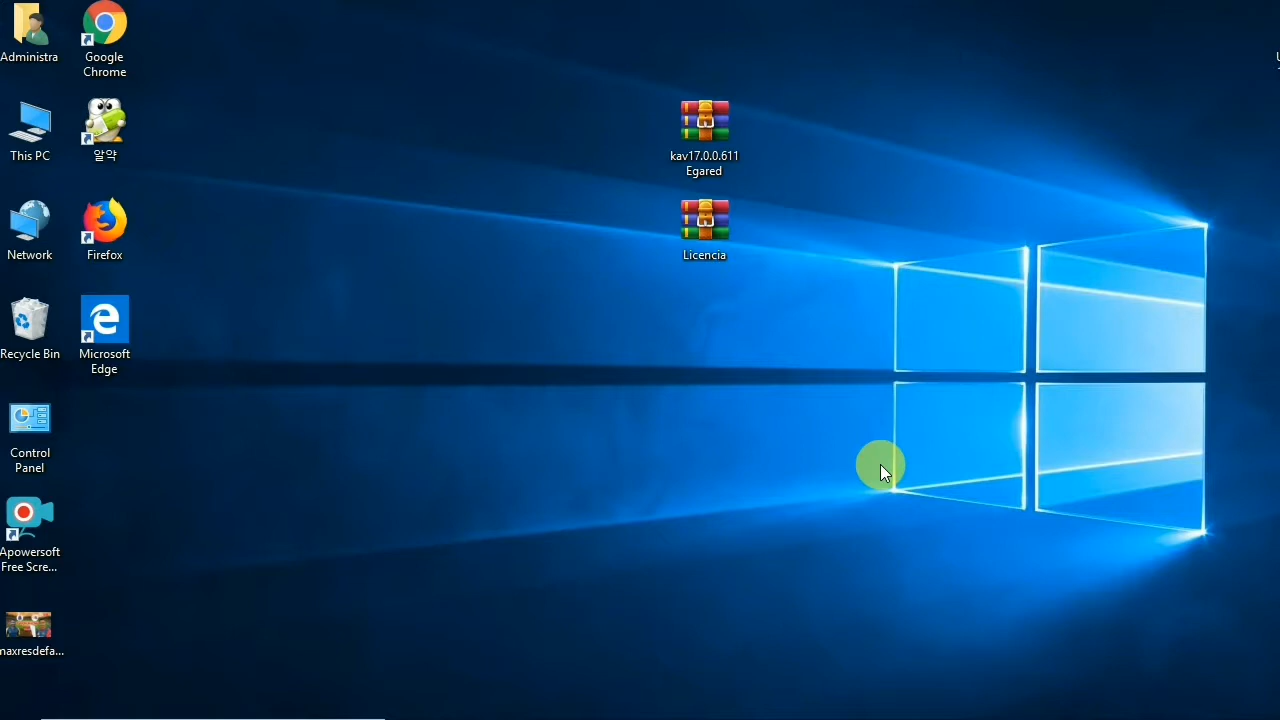 Administra
Google
Chrome
This PC
알약
kav17.0.0.611
Egared
Network
Firefox
Licencia
Recycle Bin
Microsoft
Edge
Control
Panel
Apowersoft
Free Scre...
maxresdefa...